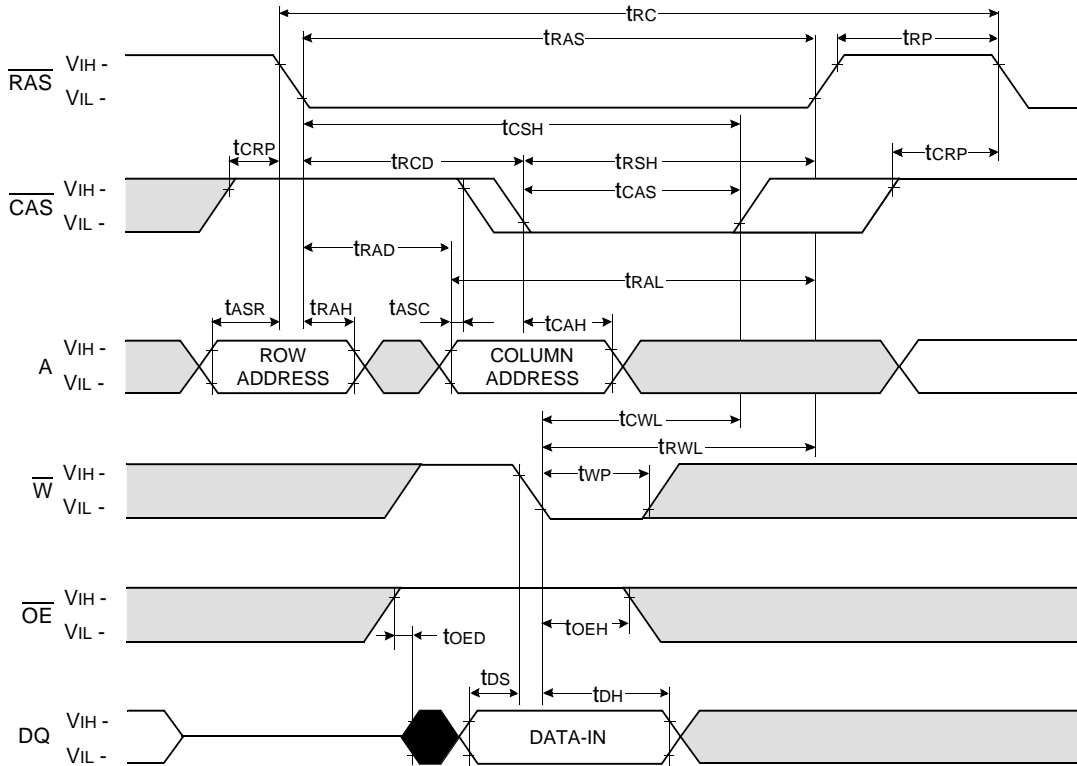 tRC
tRAS
tRP
RAS
VIH -
VIL -
tCSH
tCRP
tRCD
tRSH
tCRP
CAS
VIH -
VIL -
tCAS
tRAD
tRAL
tASR
tRAH
tASC
tCAH
A
VIH -
VIL -
ROW
ADDRESS
COLUMN
ADDRESS
tCWL
tRWL
W
VIH -
VIL -
tWP
OE
VIH -
VIL -
tOED
tOEH
tDS
tDH
DQ
VIH -
VIL -
DATA-IN